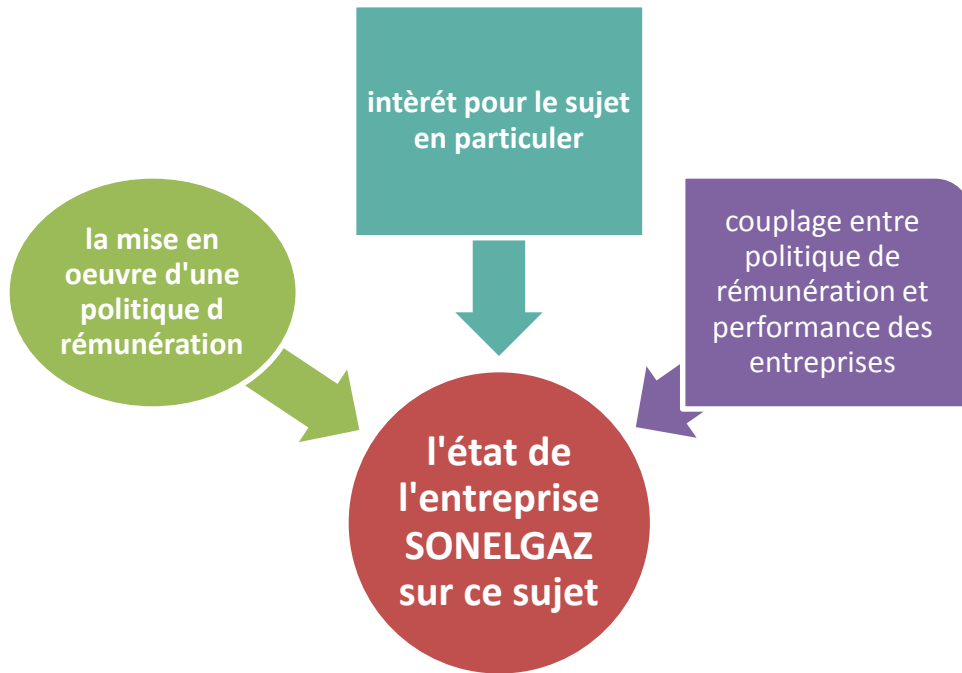 intèrét pour le sujet
en particuler
la mise en
oeuvre d'une
politique d
rémunération
couplage entre
politique de
rémunération et
performance des
entreprises
l'état de
l'entreprise
SONELGAZ
sur ce sujet